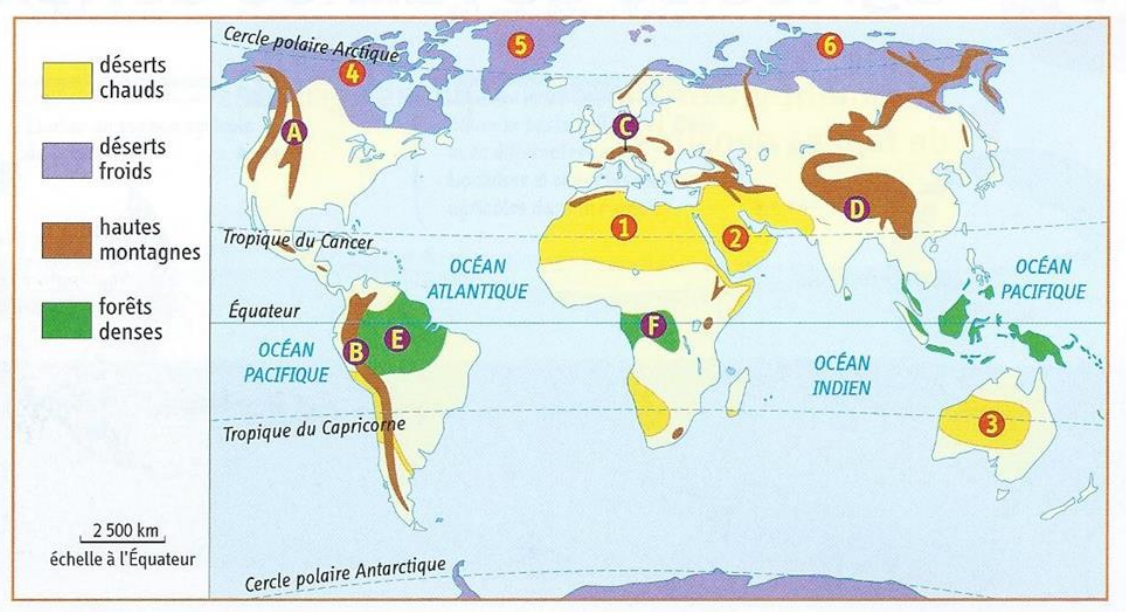 déserts
chauds
déserts
froids
hautes
montagnes
forêts
denses
2 500 km
échelle à l'Équateur
Cercle polaire Arctique
4
5
6
A
C
D
1
2
Tropique du Cancer
OCÉAN
ATLANTIQUE
OCÉAN
PACIFIQUE
Équateur
E
F
B
OCÉAN
PACIFIQUE
OCÉAN
INDIEN
Tropique du Capricorne
3
Cercle polaire Antarctique